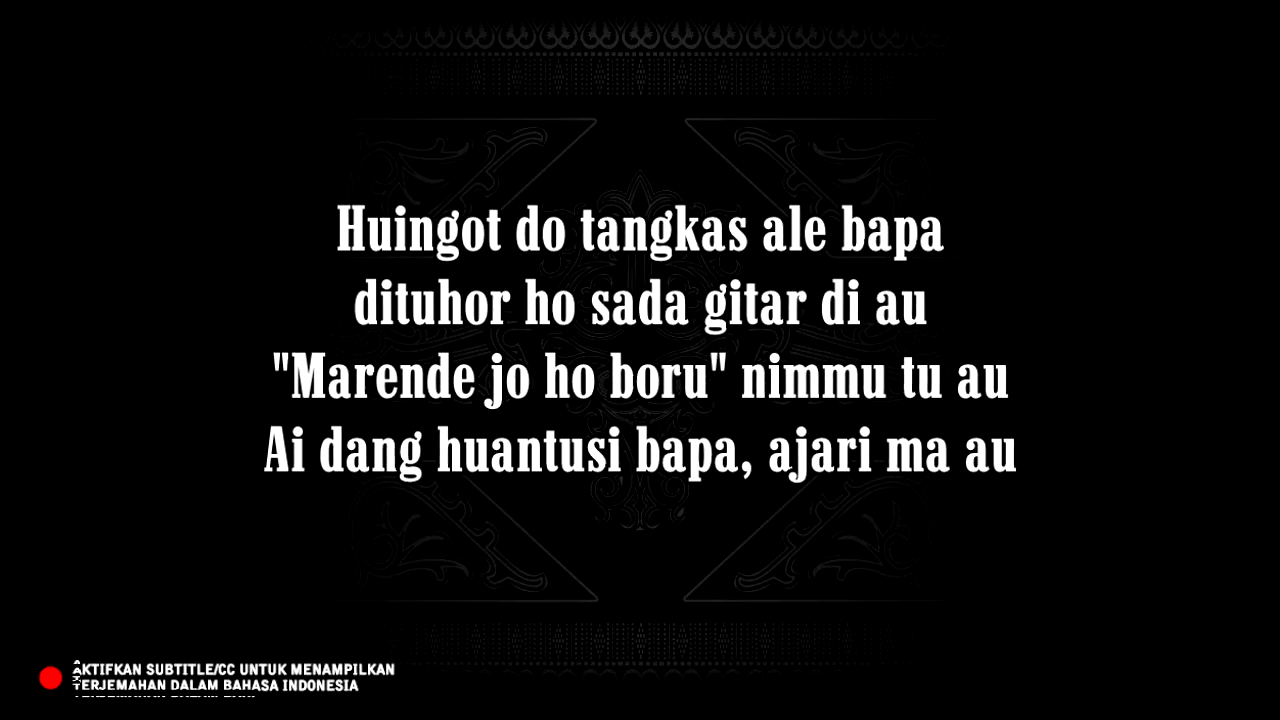 Huingot do tangkas ale bapa
dituhor ho sada gitar di au
"Marende jo ho boru" nimmu tu au
Ai dang huantusi bapa, ajari ma au
AKTIFKAN SUBTITLE/CC UNTUK MENAMPILKAN
TERJEMAHAN DALAM BAHASA INDONESIA